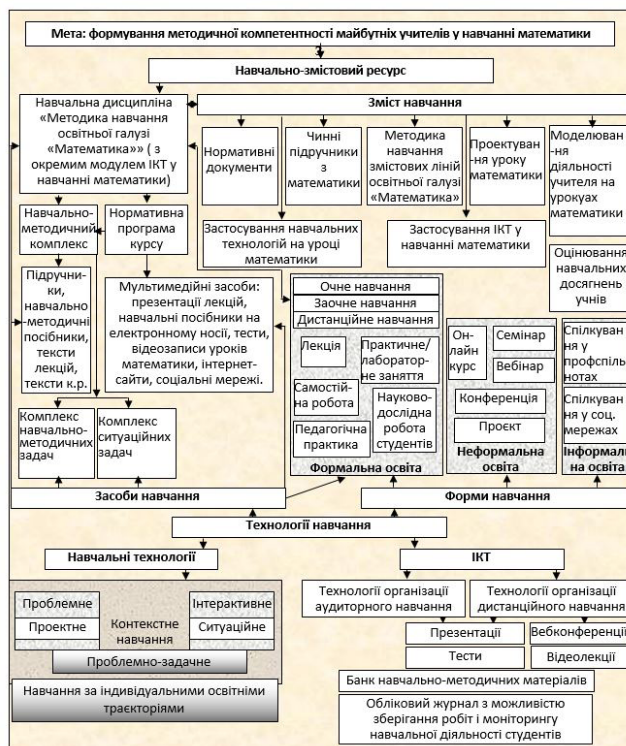 Мета: формування методичної компетентності майбутніх учителів у навчанні математики
Навчально-змістовий ресурс
Навчальна дисципліна
«Методика навчання
освітньої галузі
«Математика»» ( з
окремим модулем ІКТ у
навчанні математики)
Зміст навчання
Нормативні
документи
Чинні
підручники з
математики
Методика
навчання
змістових ліній
освітньої галузі
«Математика»
Проектуван-
ня уроку
математики
Моделюван
-ня
діяльності
учителя на
уроуках
математики
Застосування навчальних
технологій на уроці
математики
Застосування ІКТ у
навчанні математики
Оцінювання
навчальних
досягнень
учнів
Навчально-
методичний
комплекс
Нормативна
програма
курсу
Підручни-
ки,
навчально
-методичні
посібники,
тексти
лекцій,
тексти к.р.
Мультимедійні засоби:
презентації лекцій,
навчальні посібники на
електронному носії, тести,
відеозаписи уроків
математики, інтернет-
сайти, соціальні мережі.
Комплекс
навчально-
методичних
задач
Комплекс
ситуаційних
задач
Очне навчання
Заочне навчання
Дистанційне навчання
Лекція
Практичне/
лаборатор-
не заняття
Самостій-
на робота
Науково-
дослідна
робота
студентів
Педагогічна
практика
Формальна освіта
Он-
лайн
курс
Семінар
Вебінар
Конференція
Проєкт
Неформальна
освіта
Спілкуван
ня у
профспіль
нотах
Спілкуван
ня у соц.
мережах
Інформаль
на освіта
Засоби навчання
Форми навчання
Технології навчання
Навчальні технології
ІКТ
Проблемне
Проектне
Контекстне
навчання
Інтерактивне
Ситуаційне
Проблемно-задачне
Навчання за індивідуальними освітніми
траєкторіями
Технології організації
аудиторного навчання
Технології організації
дистанційного навчання
Презентації
Тести
Вебконференції
Відеолекції
Банк навчально-методичних матеріалів
Обліковий журнал з можливістю
зберігання робіт і моніторингу
навчальної діяльності студентів